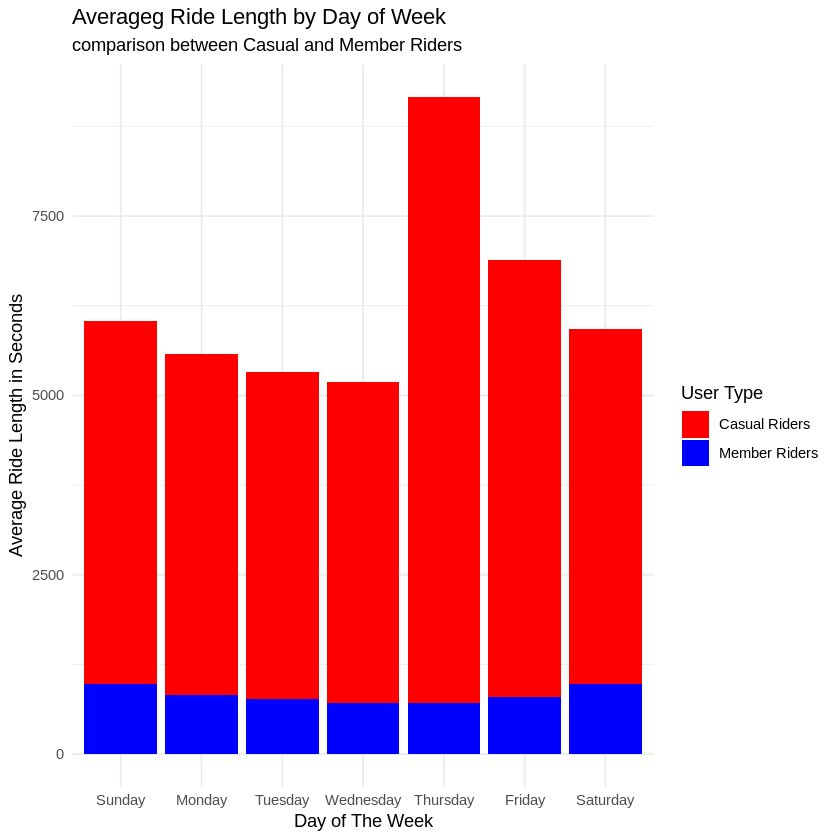 Averageg Ride Length by Day of Week
comparison between Casual and Member Riders
Average Ride Length in Seconds
7500
5000
2500
0
Sunday Monday Tuesday Wednesday Thursday Friday Saturday
Day of The Week
User Type
Casual Riders
Member Riders